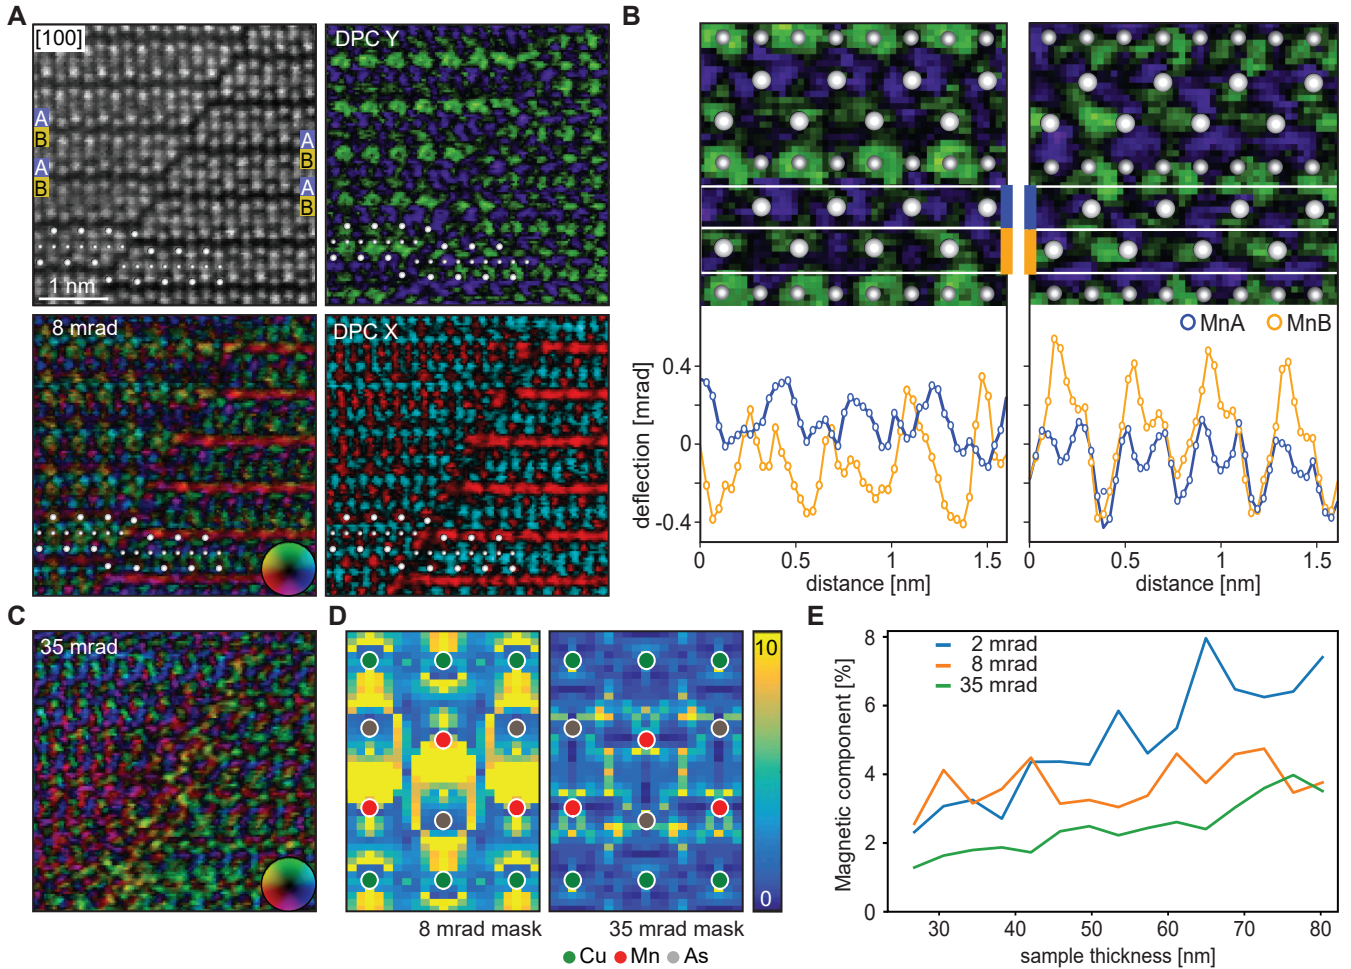 A
[100]
A
B
A
B
A
B
A
B
1 nm
DPC Y
8 mrad
DPC X
B
MnA MnB
deflection [mrad]
0.4
0
-0.4
0 0.5 1 1.5
distance [nm]
0 0.5 1 1.5
distance [nm]
C
35 mrad
D
10
0
8 mrad mask
35 mrad mask
Cu Mn As
E
Magnetic component [%]
8
6
4
2
0
2 mrad
8 mrad
35 mrad
30 40 50 60 70 80
sample thickness [nm]